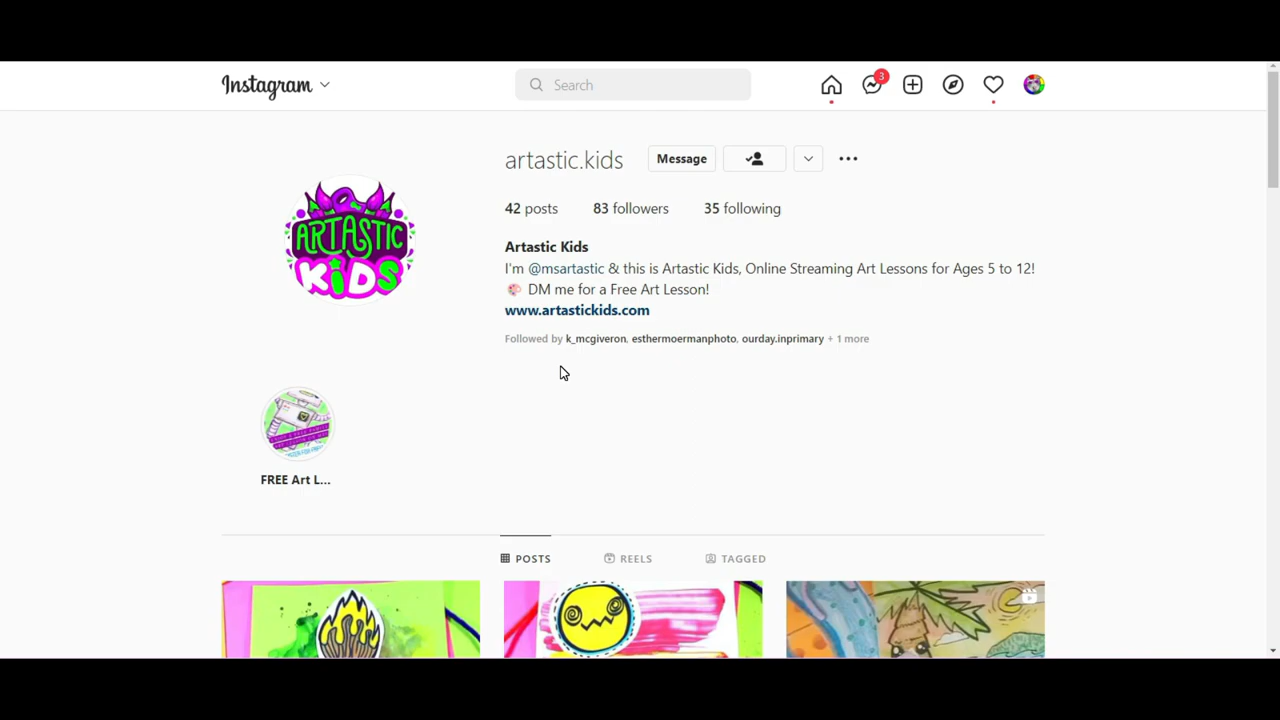 Instagram
Search
3
artastic.kids
Message
42 posts
83 followers
35 following
ARTASTIC
KiDS
Artastic Kids
I'm @msartastic & this is Artastic Kids, Online Streaming Art Lessons for Ages 5 to 12!
🎨 DM me for a Free Art Lesson!
www.artastickids.com
Followed by k_mcgiveron, esthermoermanphoto, ourday.inprimary + 1 more
FREE Art L...
POSTS
REELS
TAGGED